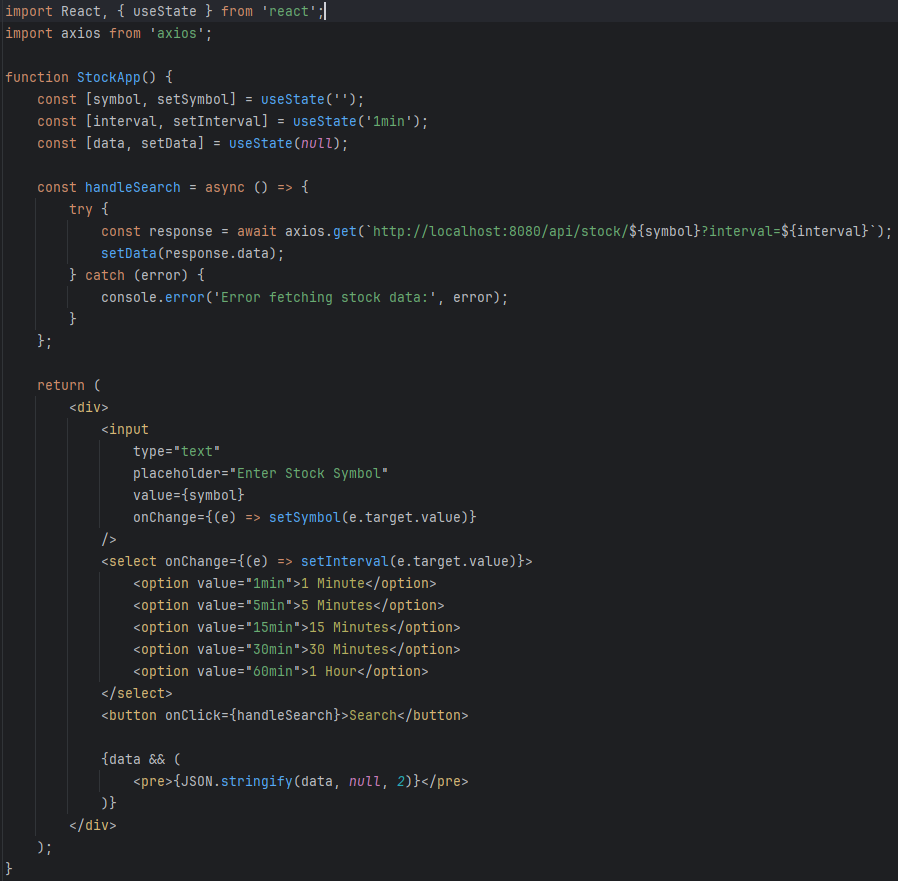 import React, { useState } from 'react';
import axios from 'axios';

function StockApp() {
    const [symbol, setSymbol] = useState('');
    const [interval, setInterval] = useState('1min');
    const [data, setData] = useState(null);

    const handleSearch = async () => {
        try {
            const response = await axios.get(`http://localhost:8080/api/stock/${symbol}?interval=${interval}`);
            setData(response.data);
        } catch (error) {
            console.error('Error fetching stock data:', error);
        }
    };

    return (
        <div>
            <input
                type="text"
                placeholder="Enter Stock Symbol"
                value={symbol}
                onChange={(e) => setSymbol(e.target.value)}
            />
            <select onChange={(e) => setInterval(e.target.value)}>
                <option value="1min">1 Minute</option>
                <option value="5min">5 Minutes</option>
                <option value="15min">15 Minutes</option>
                <option value="30min">30 Minutes</option>
                <option value="60min">1 Hour</option>
            </select>
            <button onClick={handleSearch}>Search</button>

            {data && (
                <pre>{JSON.stringify(data, null, 2)}</pre>
            )}
        </div>
    );
}